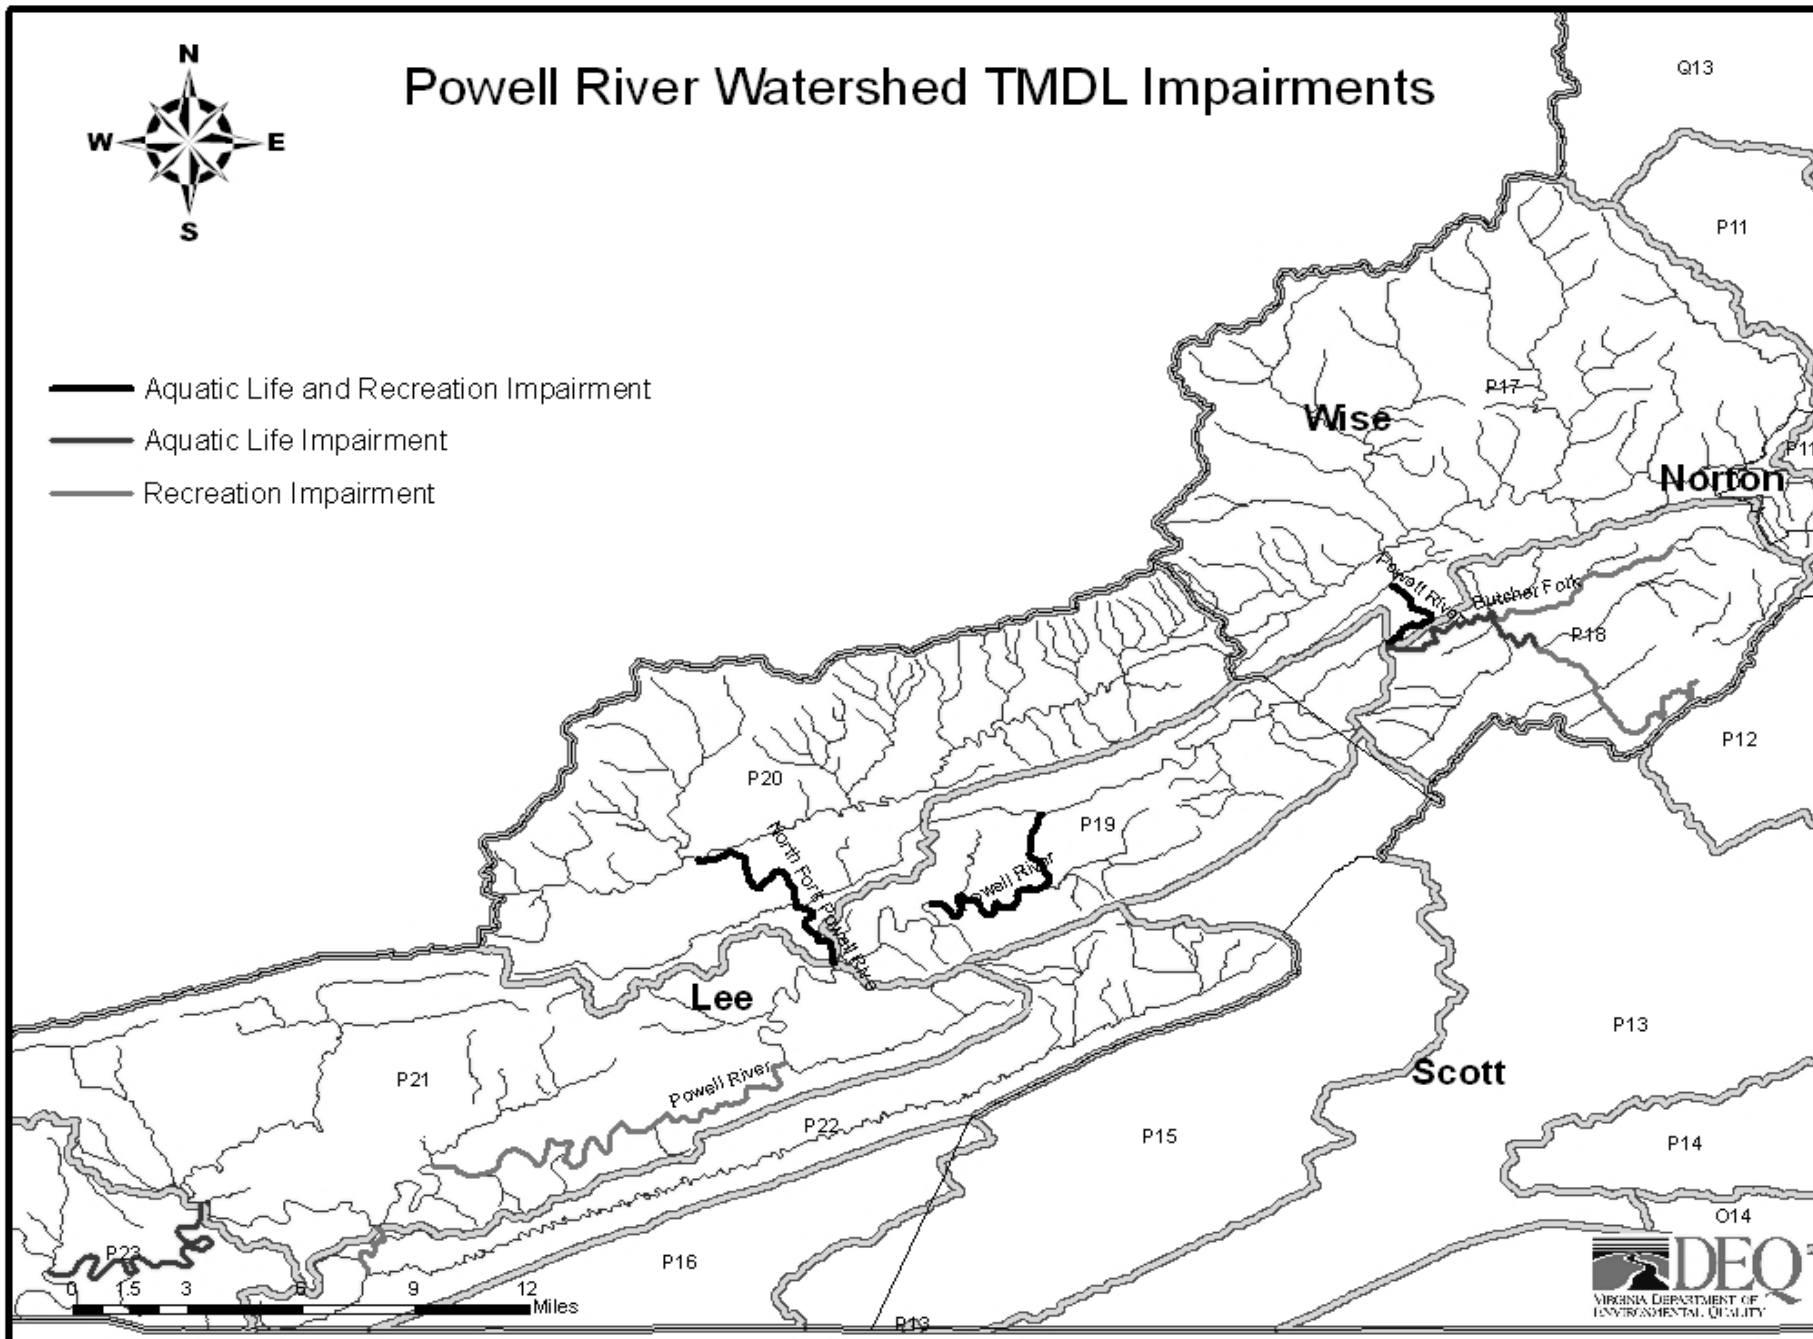 Powell River Watershed TMDL Impairments
N
W
E
S
Aquatic Life and Recreation Impairment
Aquatic Life Impairment
Recreation Impairment
Q13
P11
P17
Wise
P11
Norton
Powell River
Butcher Fork
P18
P12
P20
P19
North Fork Powell River
Powell River
Lee
P13
Scott
P21
Powell River
P22
P15
P14
O14
P23
P16
0 1.5 3 6 9 12
Miles
P13
DEQ
VIRGINIA DEPARTMENT OF
ENVIRONMENTAL QUALITY